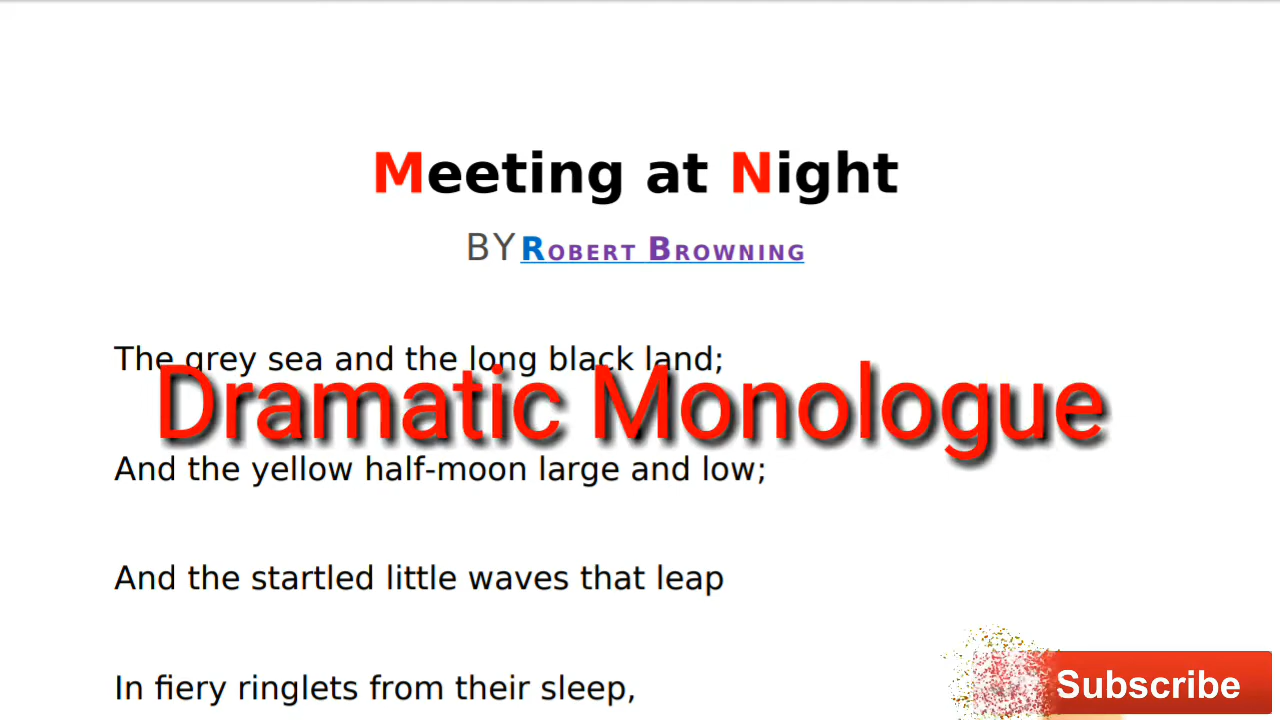 Meeting at Night
BY ROBERT BROWNING
The grey sea and the long black land;
Dramatic Monologue
And the yellow half-moon large and low;
And the startled little waves that leap
In fiery ringlets from their sleep,
Subscribe